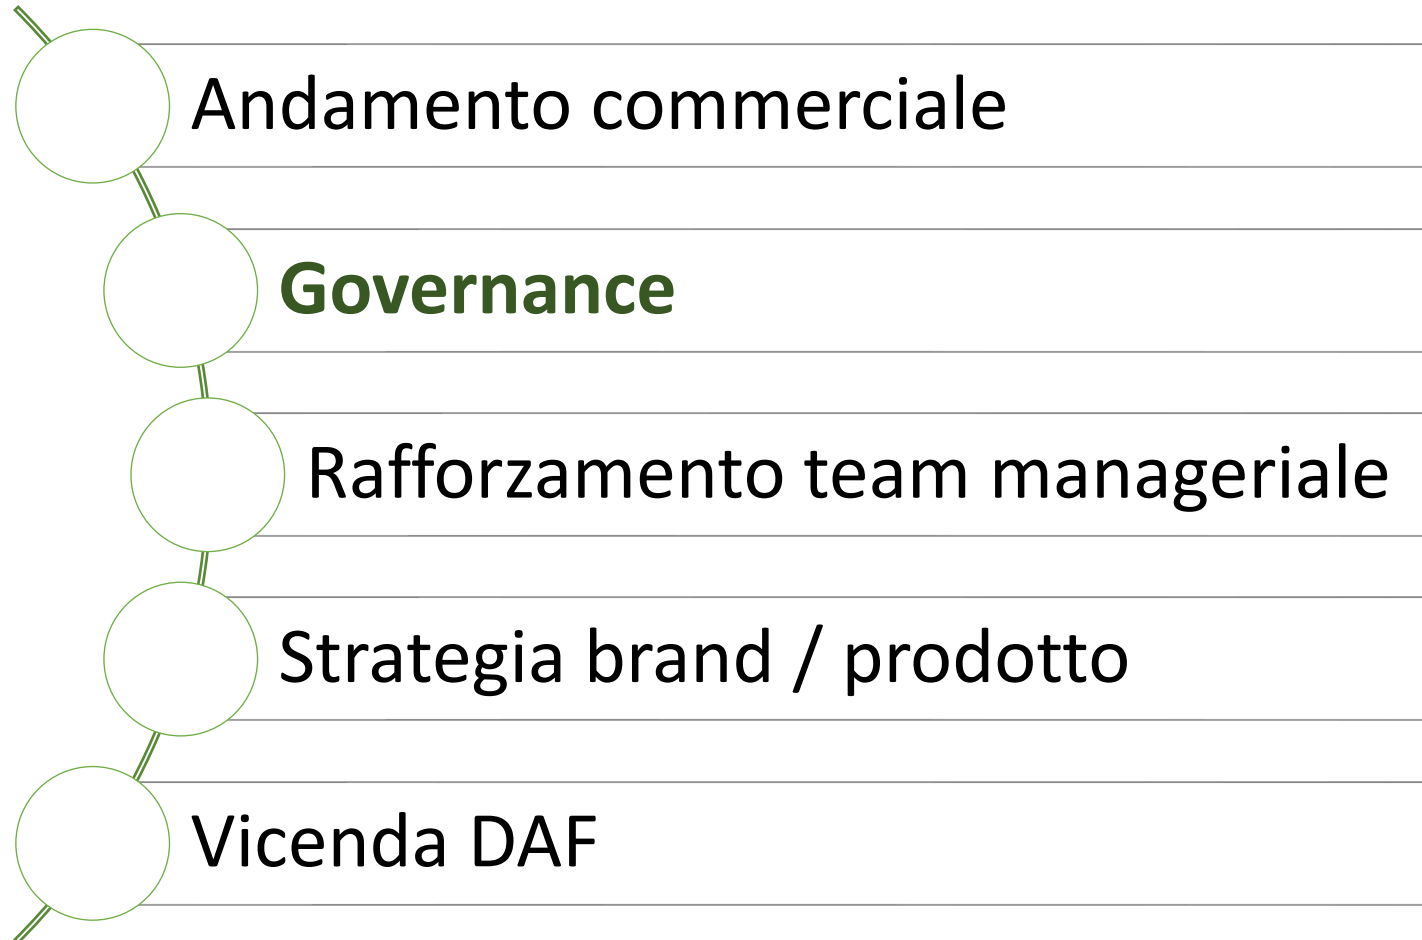 Andamento commerciale
Governance
Rafforzamento team manageriale
Strategia brand / prodotto
Vicenda DAF